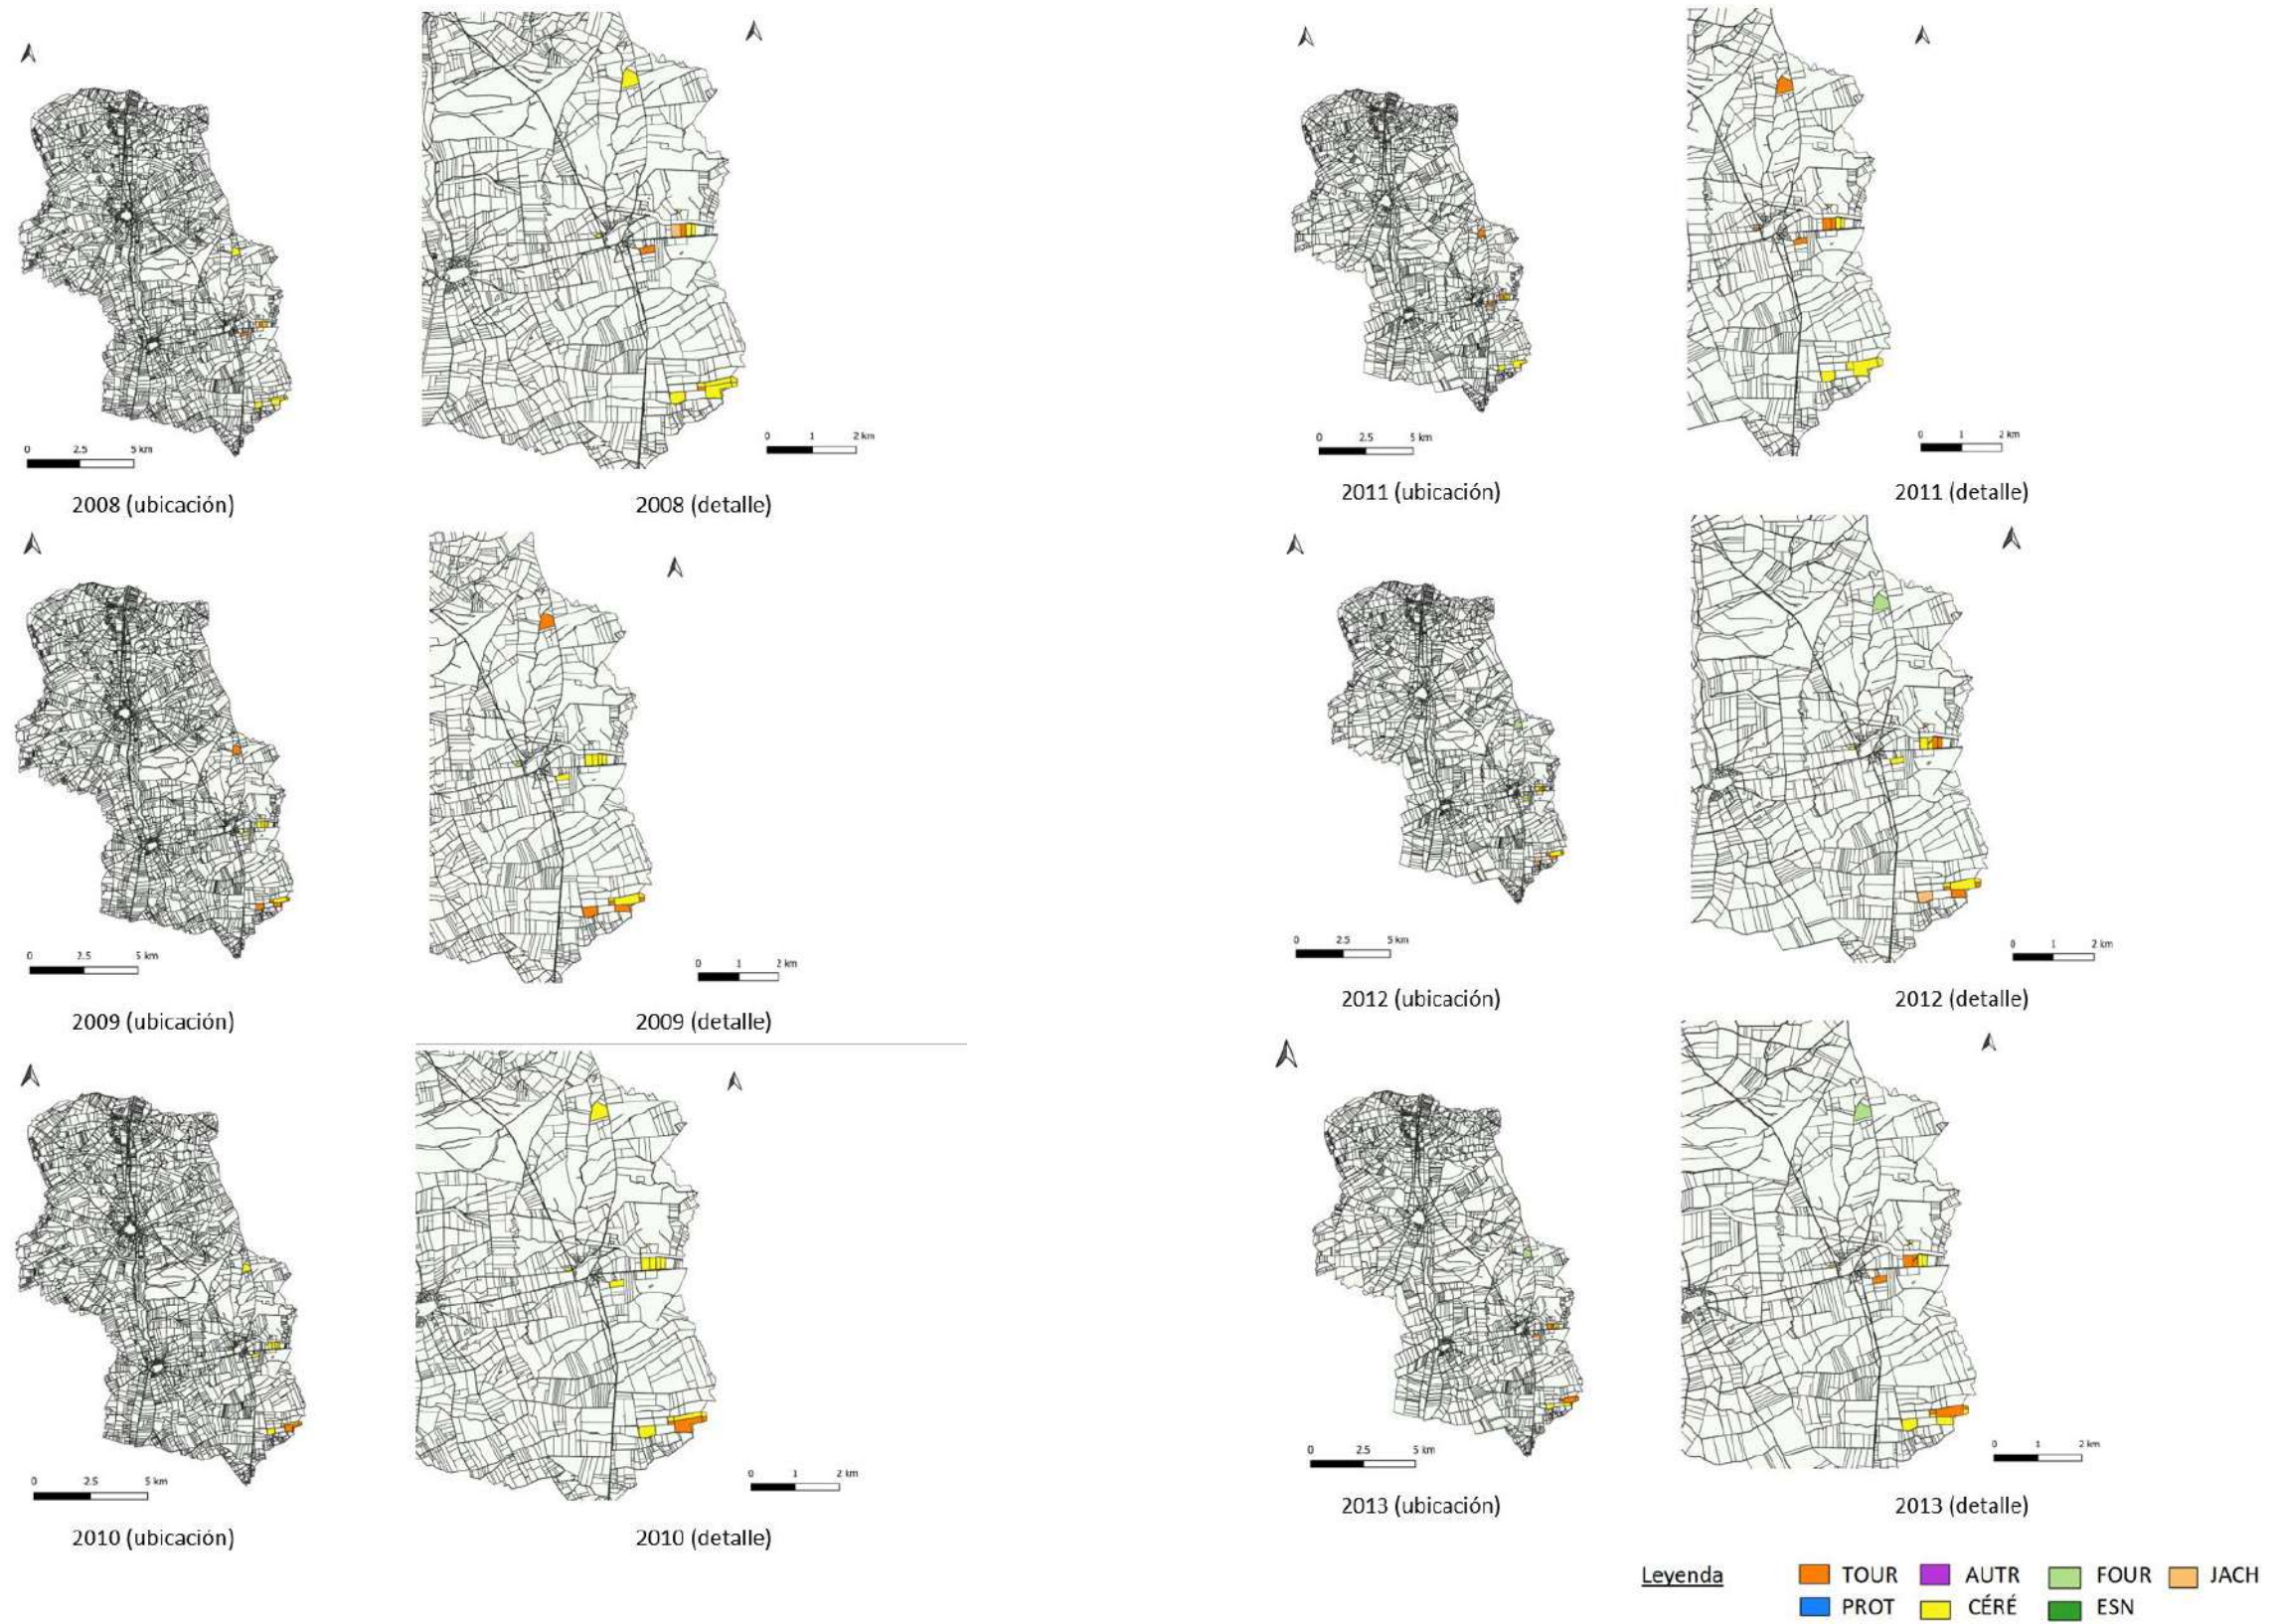 0 2.5 5 km
0 1 2 km
2008 (ubicación)
2008 (detalle)
0 2.5 5 km
0 1 2 km
2011 (ubicación)
2011 (detalle)
0 2.5 5 km
0 1 2 km
2009 (ubicación)
2009 (detalle)
0 2.5 5 km
0 1 2 km
2012 (ubicación)
2012 (detalle)
0 2.5 5 km
0 1 2 km
2010 (ubicación)
2010 (detalle)
0 2.5 5 km
0 1 2 km
2013 (ubicación)
2013 (detalle)
Leyenda
TOUR AUTR FOUR JACH
PROT CÉRÉ ESN